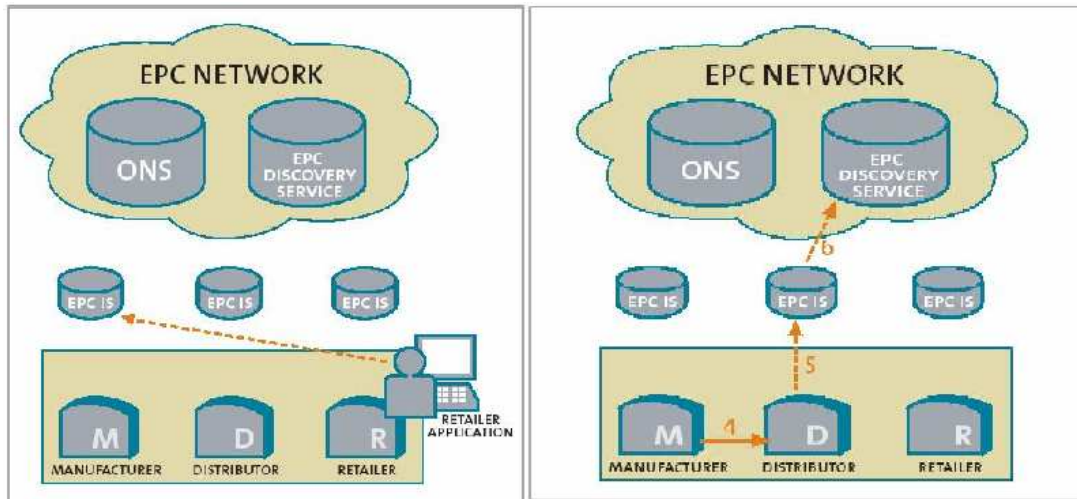 EPC NETWORK
ONS
EPC
DISCOVERY
SERVICE
EPC IS
EPC IS
EPC IS
M
D
R
MANUFACTURER
DISTRIBUTOR
RETAILER
RETAILER
APPLICATION
EPC NETWORK
ONS
EPC
DISCOVERY
SERVICE
6
EPC IS
EPC IS
EPC IS
5
M
4
D
R
MANUFACTURER
DISTRIBUTOR
RETAILER